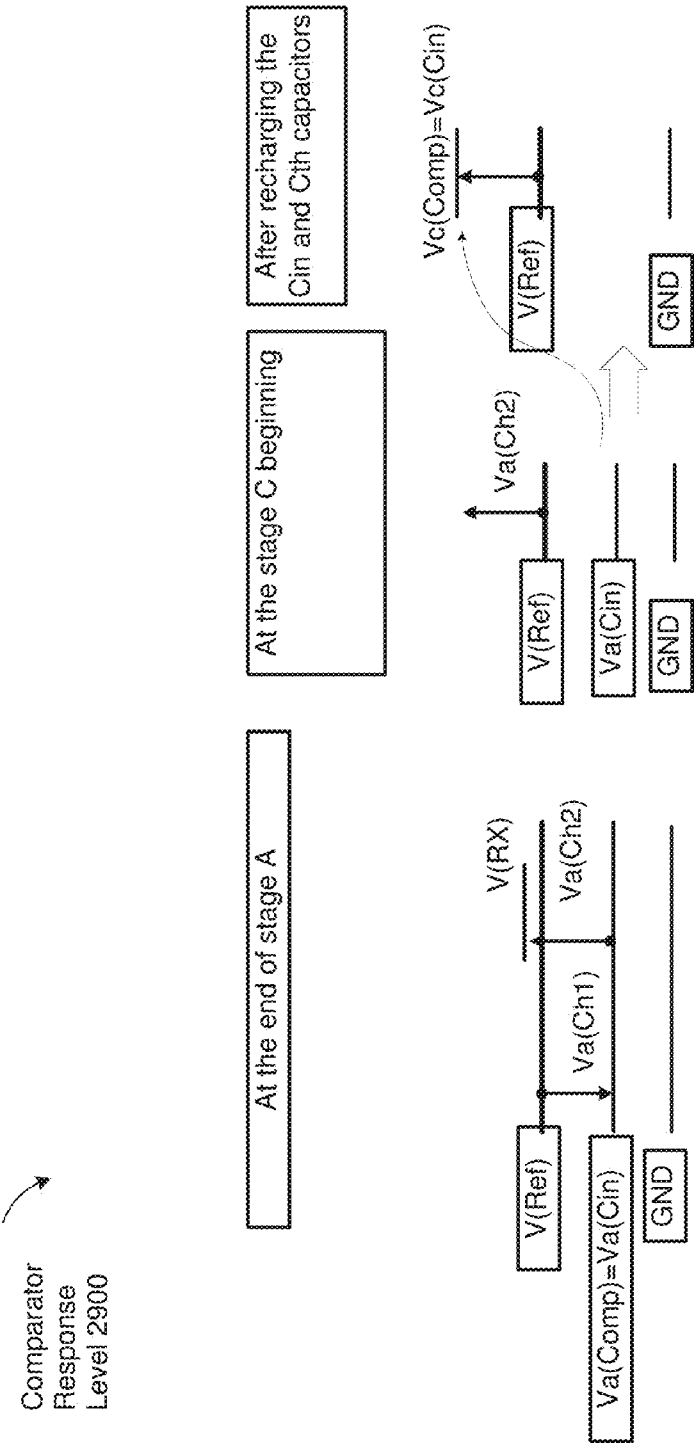 Comparator
Response
Level 2900
At the end of stage A
V(RX)
V(Ref)
Va(Ch1)
Va(Ch2)
Va(Comp)=Va(Cin)
GND
At the stage C beginning
Va(Ch2)
V(Ref)
Va(Cin)
GND
After recharging the
Cin and Cth capacitors
Vc(Comp)=Vc(Cin)
V(Ref)
GND